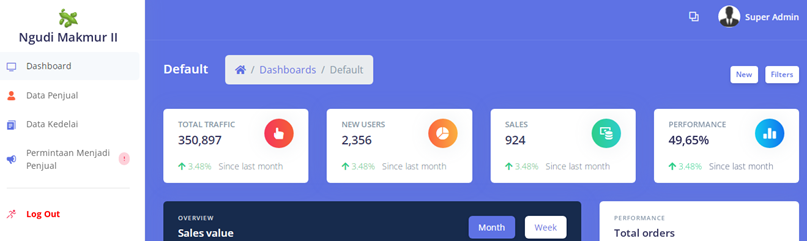 Ngudi Makmur II
Dashboard
Data Penjual
Data Kedelai
Permintaan Menjadi
Penjual
!
Log Out
Super Admin
Default
/ Dashboards / Default
New
Filters
TOTAL TRAFFIC
350,897
3.48% Since last month
NEW USERS
2,356
3.48% Since last month
SALES
924
3.48% Since last month
PERFORMANCE
49,65%
3.48% Since last month
OVERVIEW
Sales value
Month
Week
PERFORMANCE
Total orders